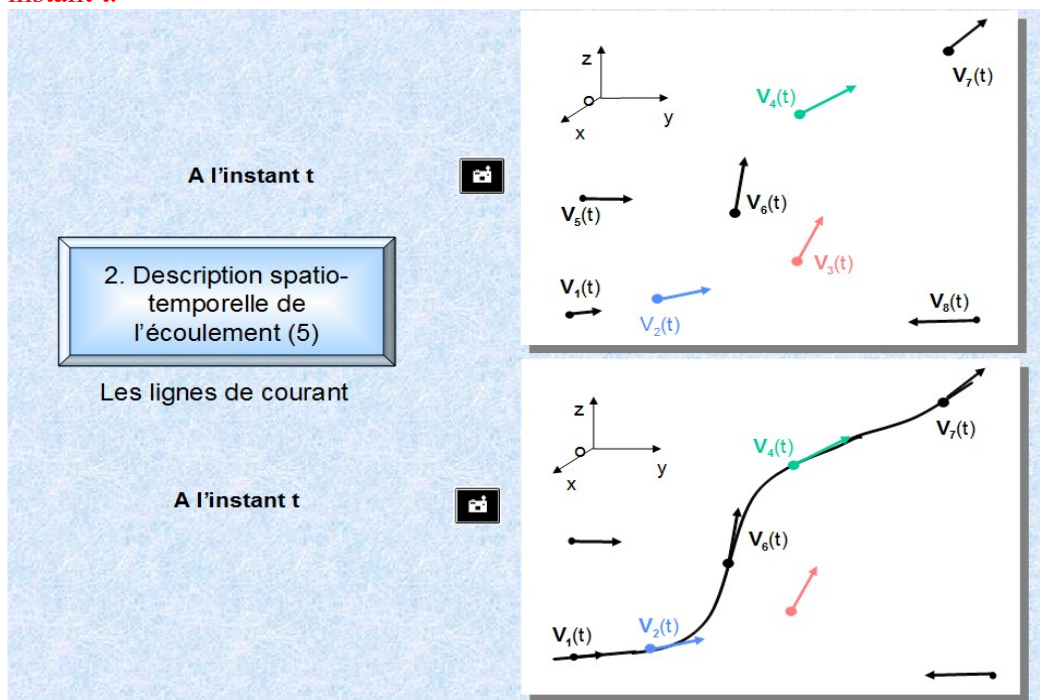 instant t.
A l'instant t
2. Description spatio-
temporelle de
l'écoulement (5)
Les lignes de courant
A l'instant t
z
O
x
y
V4(t)
V7(t)
V5(t)
V6(t)
V3(t)
V1(t)
V2(t)
V8(t)
z
O
x
y
V4(t)
V7(t)
V6(t)
V1(t)
V2(t)